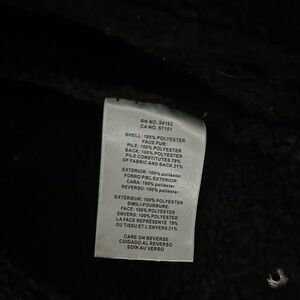 RN NO. 54163
CA NO. 57151
SHELL: 100% POLYESTER
FAUX FUR:
PILE: 100% POLYESTER
BACK: 100% POLYESTER
PILE CONSTITUTES 79%
OF FABRIC AND BACK 21%
EXTERIOR: 100% poliéster
FORRO PIEL EXTERIOR:
CARA: 100% poliéster
REVERSO: 100% poliéster
EXTÉRIEUR: 100% POLYESTER
SIMILI-FOURRURE:
FACE: 100% POLYESTER
ENVERS: 100% POLYESTER
LA FACE REPRÉSENTE 79%
DU TISSU ET L'ENVERS 21%
CARE ON REVERSE
CUIDADO AL REVERSO
SOIN AU VERSO